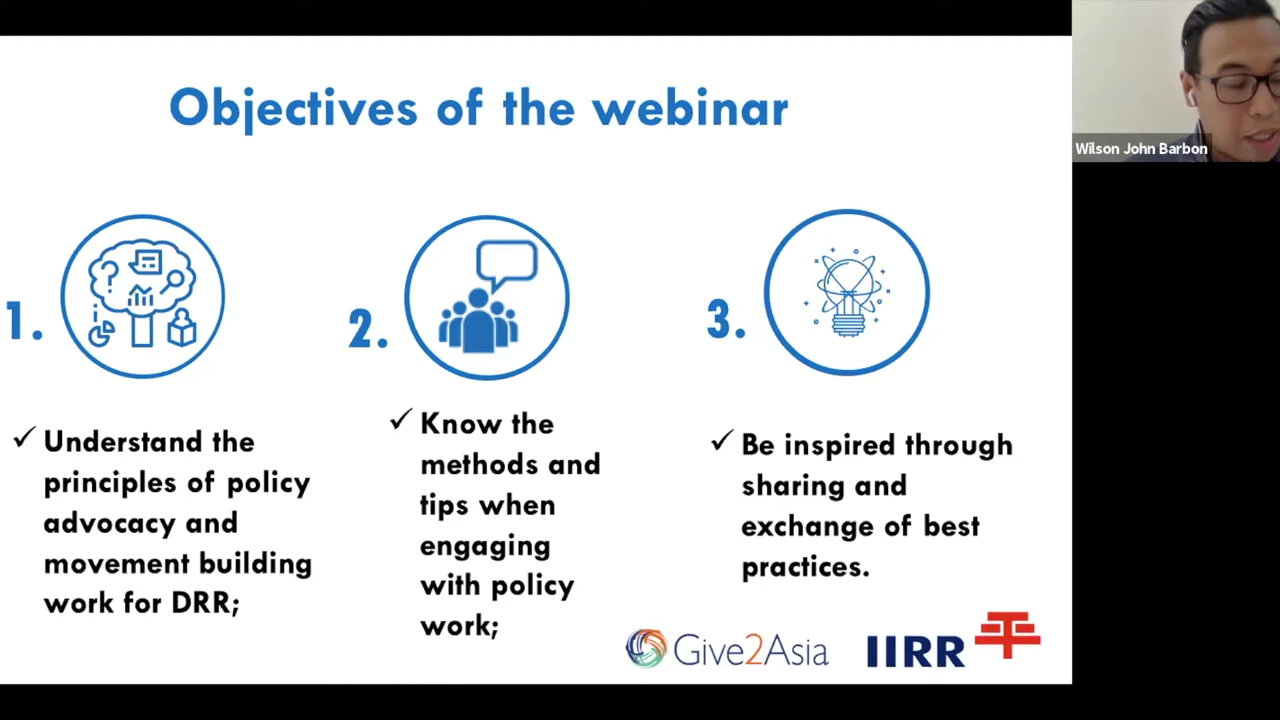 Objectives of the webinar
Wilson John Barbon
1.
2.
3.
✓ Understand the
principles of policy
advocacy and
movement building
work for DRR;
✓ Know the
methods and
tips when
engaging
with policy
work;
✓ Be inspired through
sharing and
exchange of best
practices.
Give2Asia
IIRR